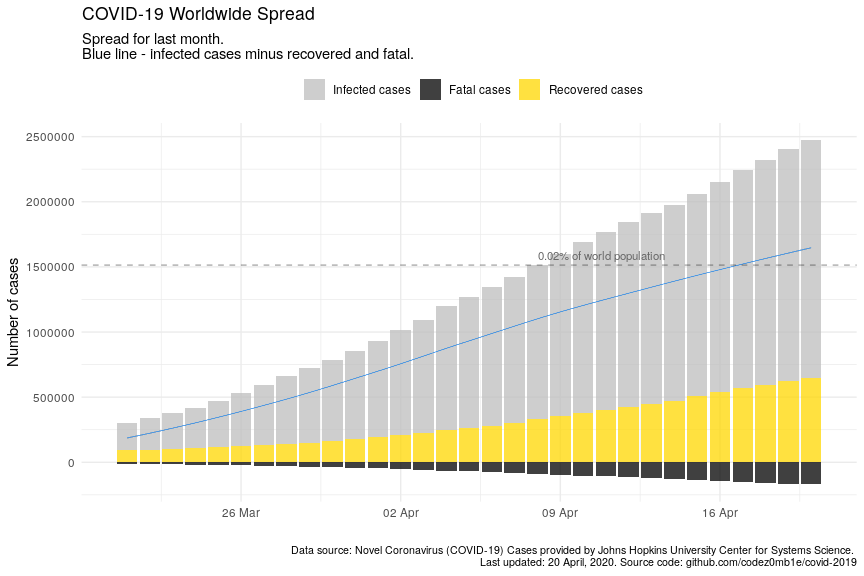 COVID-19 Worldwide Spread
Spread for last month.
Blue line - infected cases minus recovered and fatal.
Infected cases
Fatal cases
Recovered cases
Number of cases
2500000
2000000
1500000
1000000
500000
0
0.02% of world population
26 Mar
02 Apr
09 Apr
16 Apr
Data source: Novel Coronavirus (COVID-19) Cases provided by Johns Hopkins University Center for Systems Science.
Last updated: 20 April, 2020. Source code: github.com/codez0mb1e/covid-2019